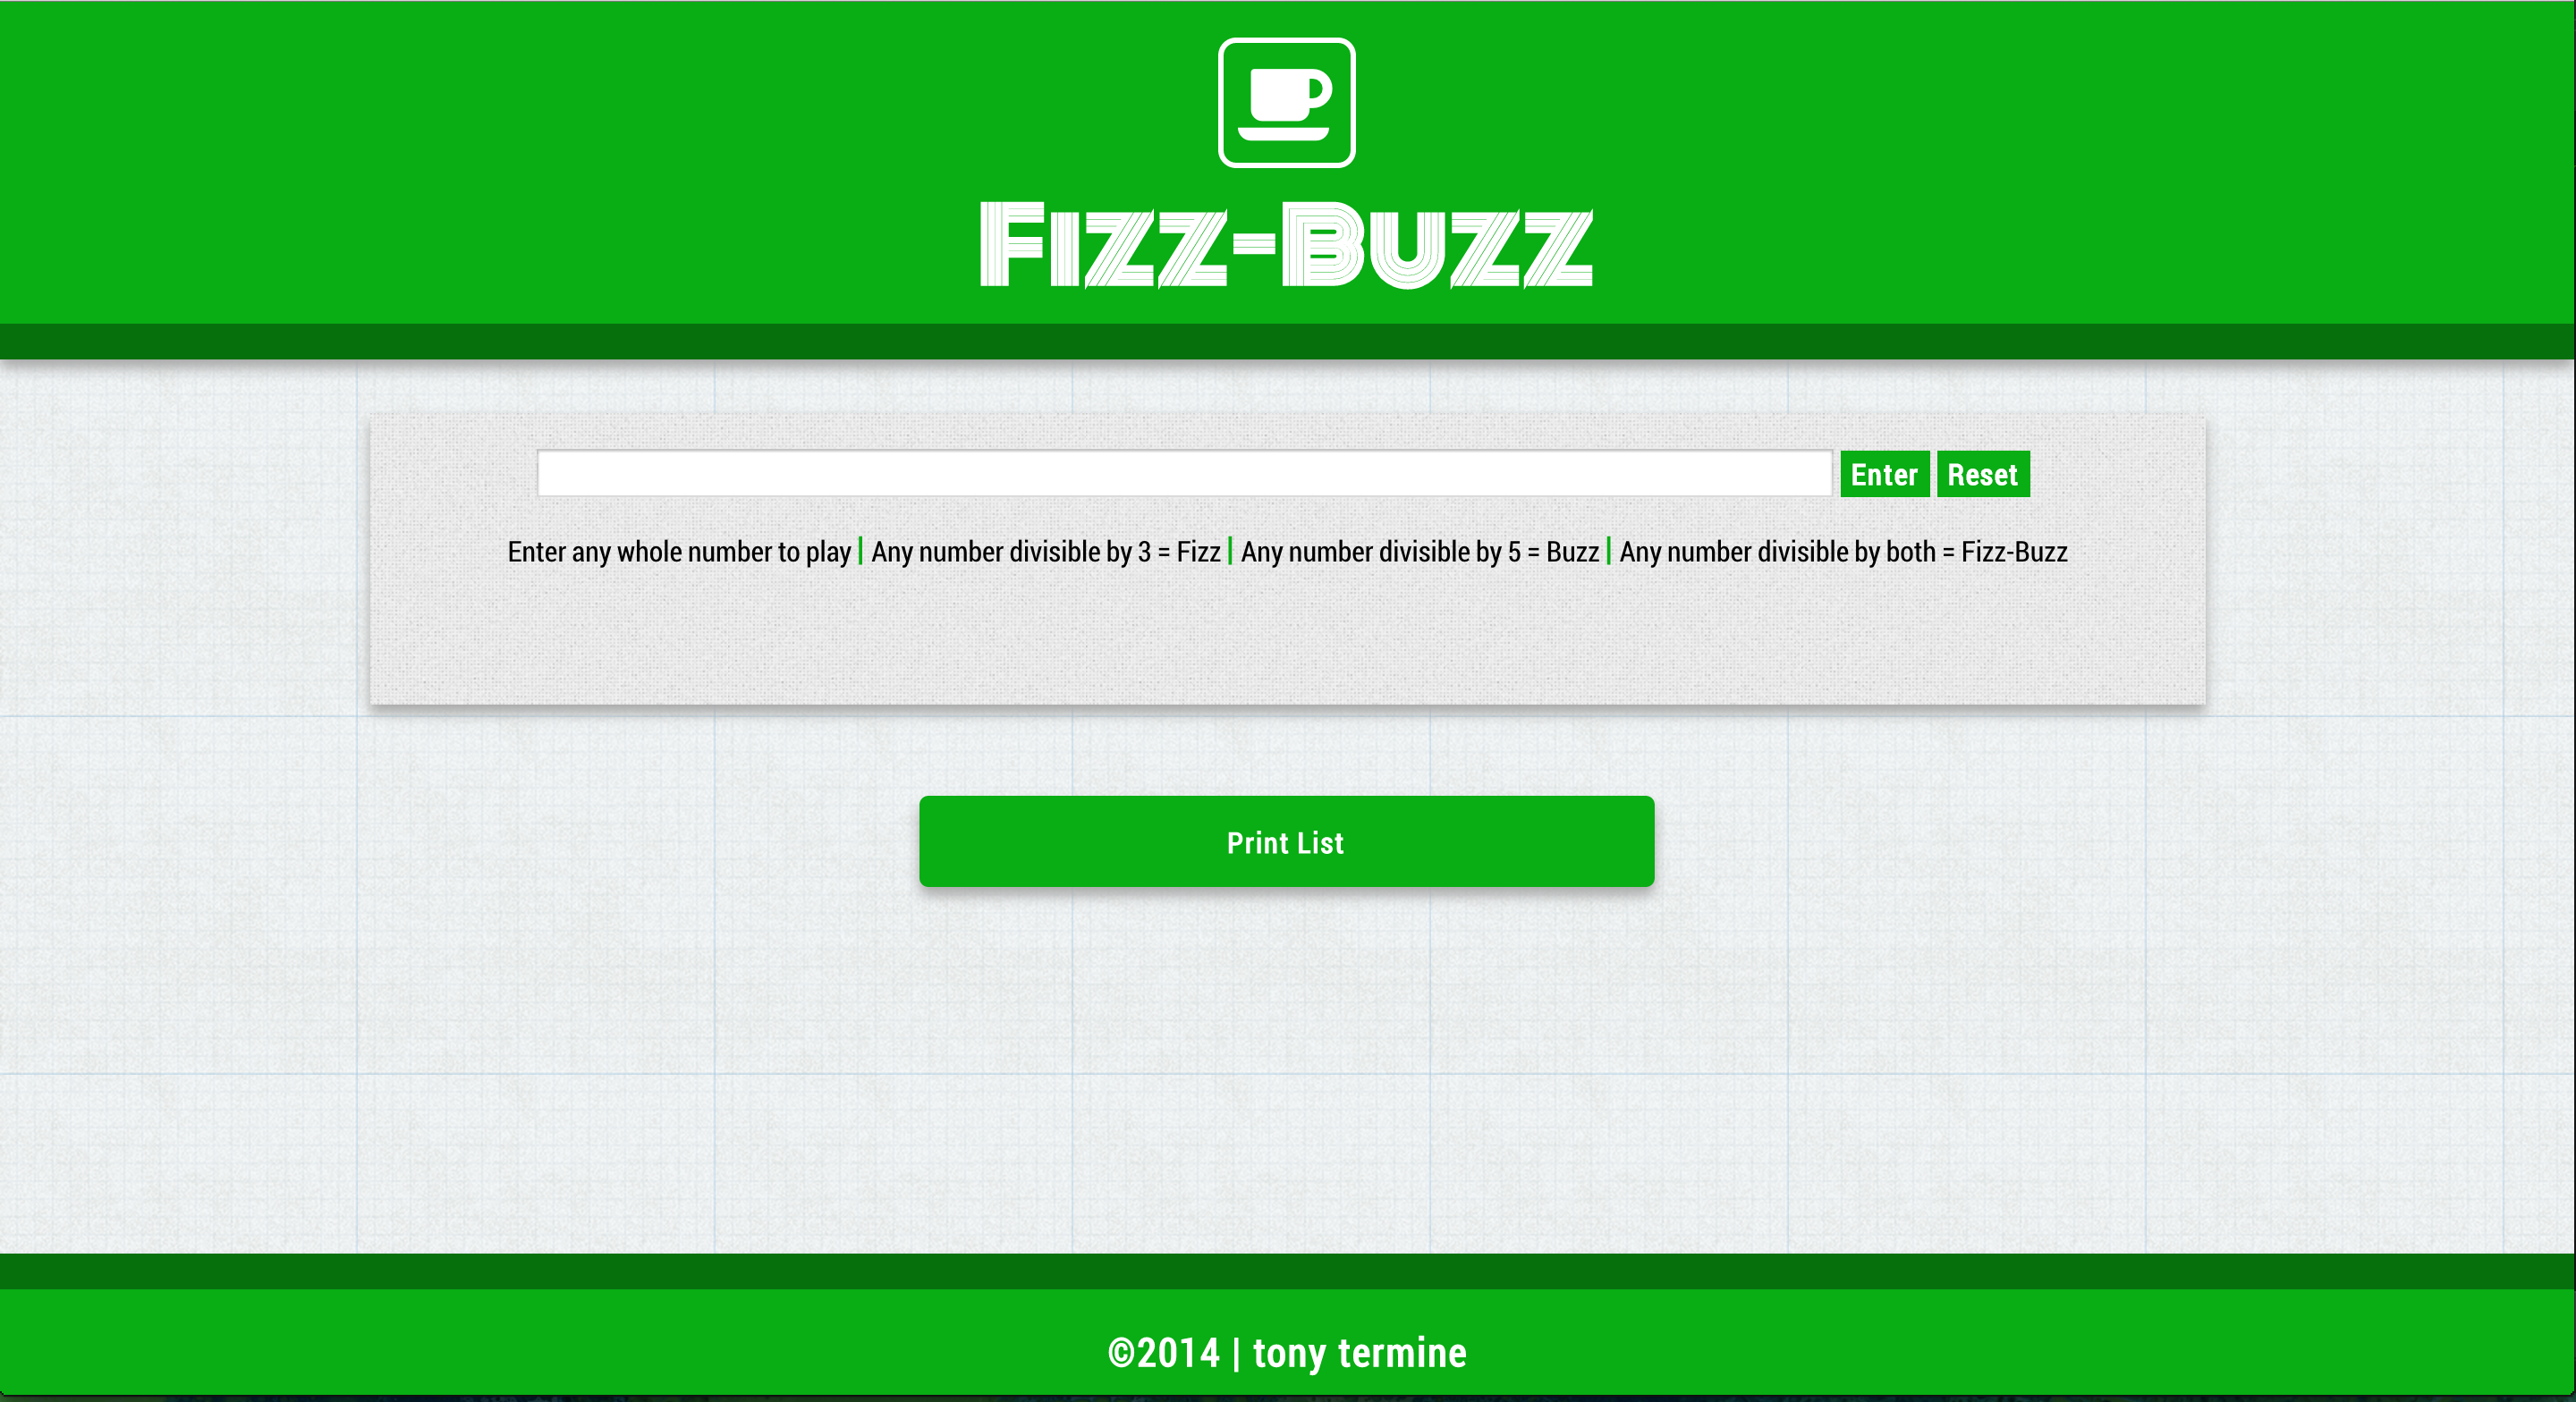 Fizz-Buzz
Enter Reset
Enter any whole number to play | Any number divisible by 3 = Fizz | Any number divisible by 5 = Buzz | Any number divisible by both = Fizz-Buzz
Print List
©2014 | tony termine